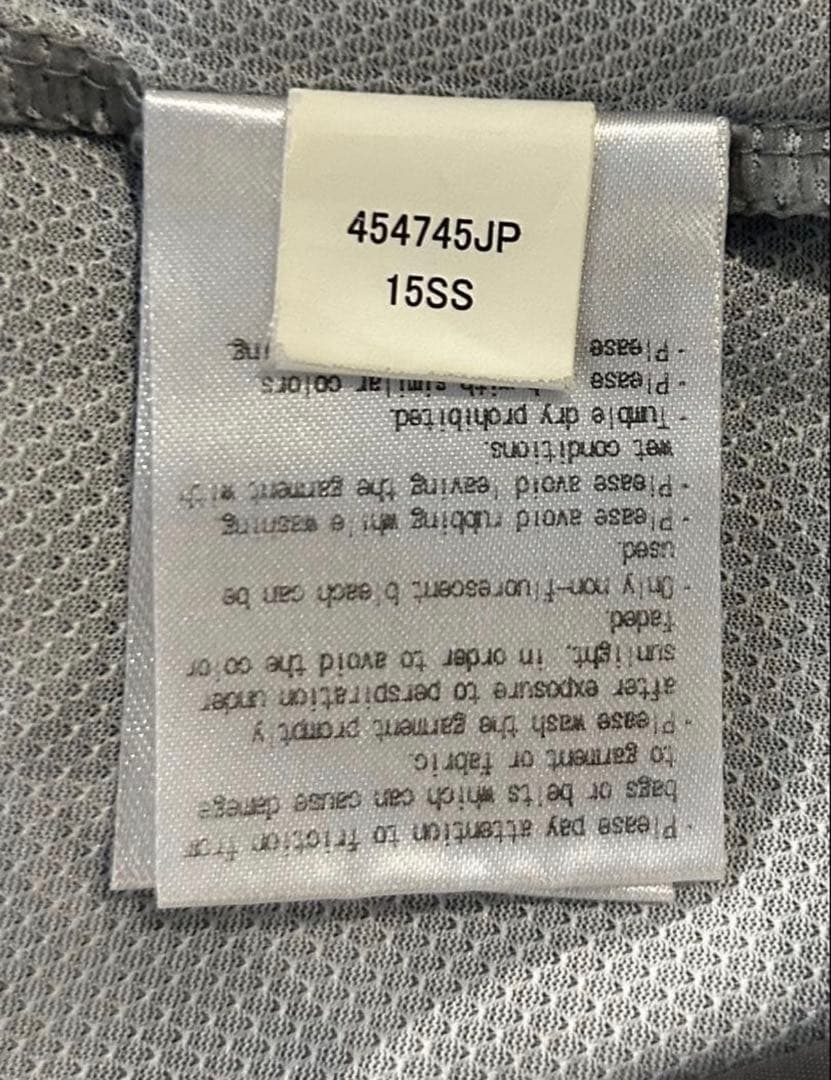 454745JP
15SS
· Please pay attention to friction from
bags or belts which can cause damege
to garment or fabric.
· Please wash the garment promptly
after exposure to perspiration under
sunlight, in order to avoid the color
faded.
· Only non-fluorescent bleach can be
used.
· Please avoid rubbing while washing
· Please avoid leaving the garment with
wet conditions.
· Tumble dry prohibited.
· Please with similar colors
· Please